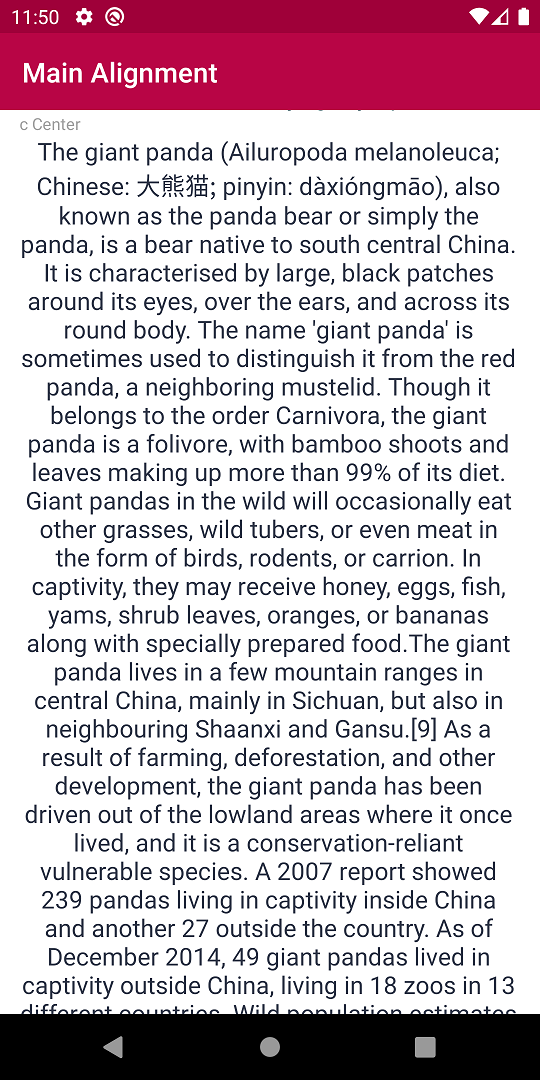 11:50
Main Alignment
c Center
The giant panda (Ailuropoda melanoleuca;
Chinese: 大熊猫; pinyin: dàxióngmāo), also
known as the panda bear or simply the
panda, is a bear native to south central China.
It is characterised by large, black patches
around its eyes, over the ears, and across its
round body. The name 'giant panda' is
sometimes used to distinguish it from the red
panda, a neighboring mustelid. Though it
belongs to the order Carnivora, the giant
panda is a folivore, with bamboo shoots and
leaves making up more than 99% of its diet.
Giant pandas in the wild will occasionally eat
other grasses, wild tubers, or even meat in
the form of birds, rodents, or carrion. In
captivity, they may receive honey, eggs, fish,
yams, shrub leaves, oranges, or bananas
along with specially prepared food.The giant
panda lives in a few mountain ranges in
central China, mainly in Sichuan, but also in
neighbouring Shaanxi and Gansu.[9] As a
result of farming, deforestation, and other
development, the giant panda has been
driven out of the lowland areas where it once
lived, and it is a conservation-reliant
vulnerable species. A 2007 report showed
239 pandas living in captivity inside China
and another 27 outside the country. As of
December 2014, 49 giant pandas lived in
captivity outside China, living in 18 zoos in 13
different countries. Wild population estimates